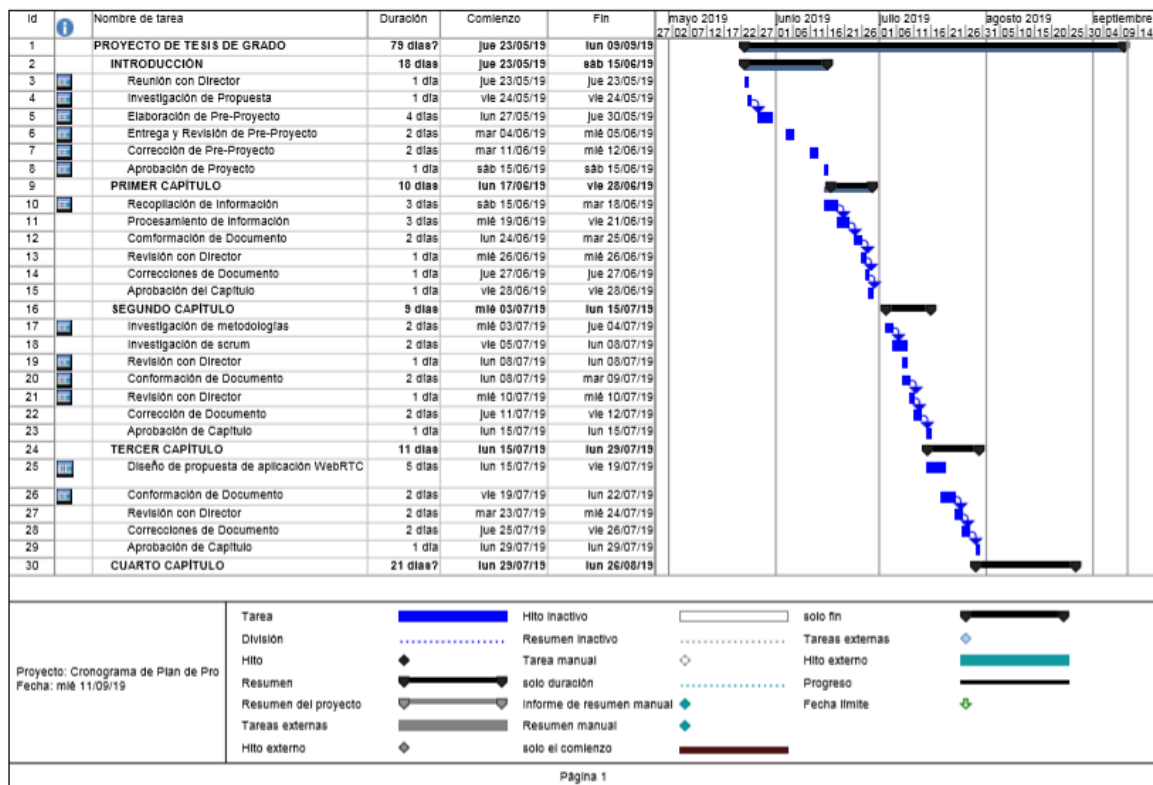 Id Nombre de tarea Duración Comienzo Fin mayo 2019 junio 2019 julio 2019 agosto 2019 septiembre
27 02 07 12 17 22 27 01 06 11 16 21 26 01 06 11 16 21 26 31 05 10 15 20 25 30 04 09 14
1 PROYECTO DE TESIS DE GRADO 79 días? jue 23/05/19 lun 09/09/19
2 INTRODUCCIÓN 18 días jue 23/05/19 sáb 15/06/19
3 Reunión con Director 1 día jue 23/05/19 jue 23/05/19
4 Investigación de Propuesta 1 día vie 24/05/19 vie 24/05/19
5 Elaboración de Pre-Proyecto 4 días lun 27/05/19 jue 30/05/19
6 Entrega y Revisión de Pre-Proyecto 2 días mar 04/06/19 mié 05/06/19
7 Corrección de Pre-Proyecto 2 días mar 11/06/19 mié 12/06/19
8 Aprobación de Proyecto 1 día sáb 15/06/19 sáb 15/06/19
9 PRIMER CAPÍTULO 10 días lun 17/06/19 vie 28/06/19
10 Recopilación de Información 3 días sáb 15/06/19 mar 18/06/19
11 Procesamiento de Información 3 días mié 19/06/19 vie 21/06/19
12 Comformación de Documento 2 días lun 24/06/19 mar 25/06/19
13 Revisión con Director 1 día mié 26/06/19 mié 26/06/19
14 Correcciones de Documento 1 día jue 27/06/19 jue 27/06/19
15 Aprobación del Capítulo 1 día vie 28/06/19 vie 28/06/19
16 SEGUNDO CAPÍTULO 9 días mié 03/07/19 lun 15/07/19
17 Investigación de metodologías 2 días mié 03/07/19 jue 04/07/19
18 Investigación de scrum 2 días vie 05/07/19 lun 08/07/19
19 Revisión con Director 1 día lun 08/07/19 lun 08/07/19
20 Conformación de Documento 2 días lun 08/07/19 mar 09/07/19
21 Revisión con Director 1 día mié 10/07/19 mié 10/07/19
22 Corrección de Documento 2 días jue 11/07/19 vie 12/07/19
23 Aprobación de Capítulo 1 día lun 15/07/19 lun 15/07/19
24 TERCER CAPÍTULO 11 días lun 15/07/19 lun 29/07/19
25 Diseño de propuesta de aplicación WebRTC 5 días lun 15/07/19 vie 19/07/19
26 Conformación de Documento 2 días vie 19/07/19 lun 22/07/19
27 Revisión con Director 2 días mar 23/07/19 mié 24/07/19
28 Correcciones de Documento 2 días jue 25/07/19 vie 26/07/19
29 Aprobación de Capítulo 1 día lun 29/07/19 lun 29/07/19
30 CUARTO CAPÍTULO 21 días? lun 29/07/19 lun 26/08/19
Proyecto: Cronograma de Plan de Pro
Fecha: mié 11/09/19
Tarea Hito inactivo solo fin
División Resumen inactivo Tareas externas
Hito Tarea manual Hito externo
Resumen solo duración Progreso
Resumen del proyecto Informe de resumen manual Fecha límite
Tareas externas Resumen manual
Hito externo solo el comienzo
Página 1